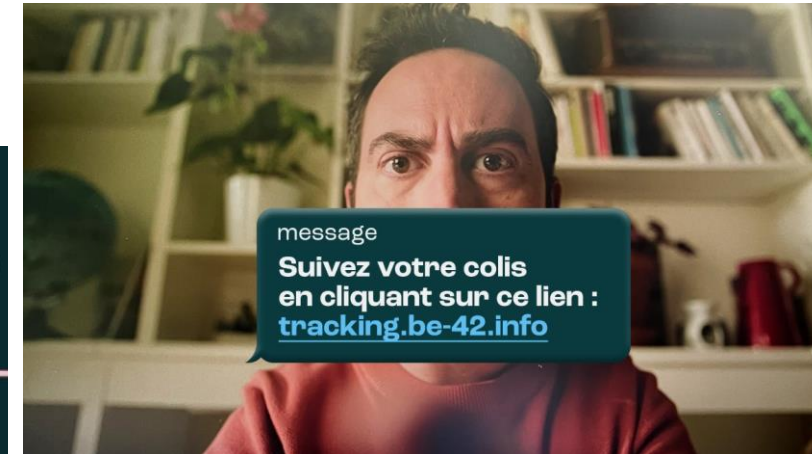 message
Suivez votre colis
en cliquant sur ce lien :
tracking.be-42.info